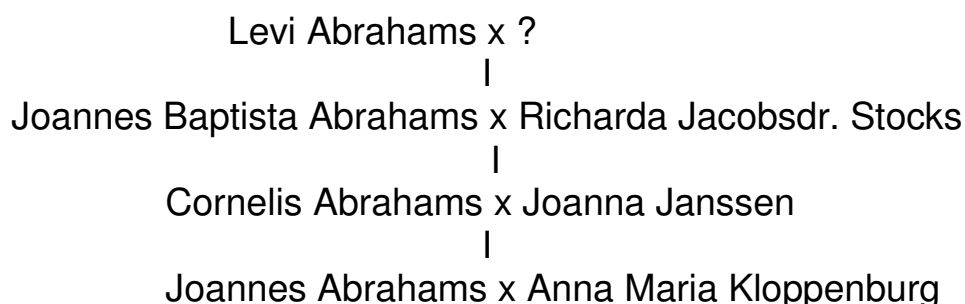 Levi Abrahams x ?
|
Joannes Baptista Abrahams x Richarda Jacobsdr. Stocks
|
Cornelis Abrahams x Joanna Janssen
|
Joannes Abrahams x Anna Maria Kloppenburg